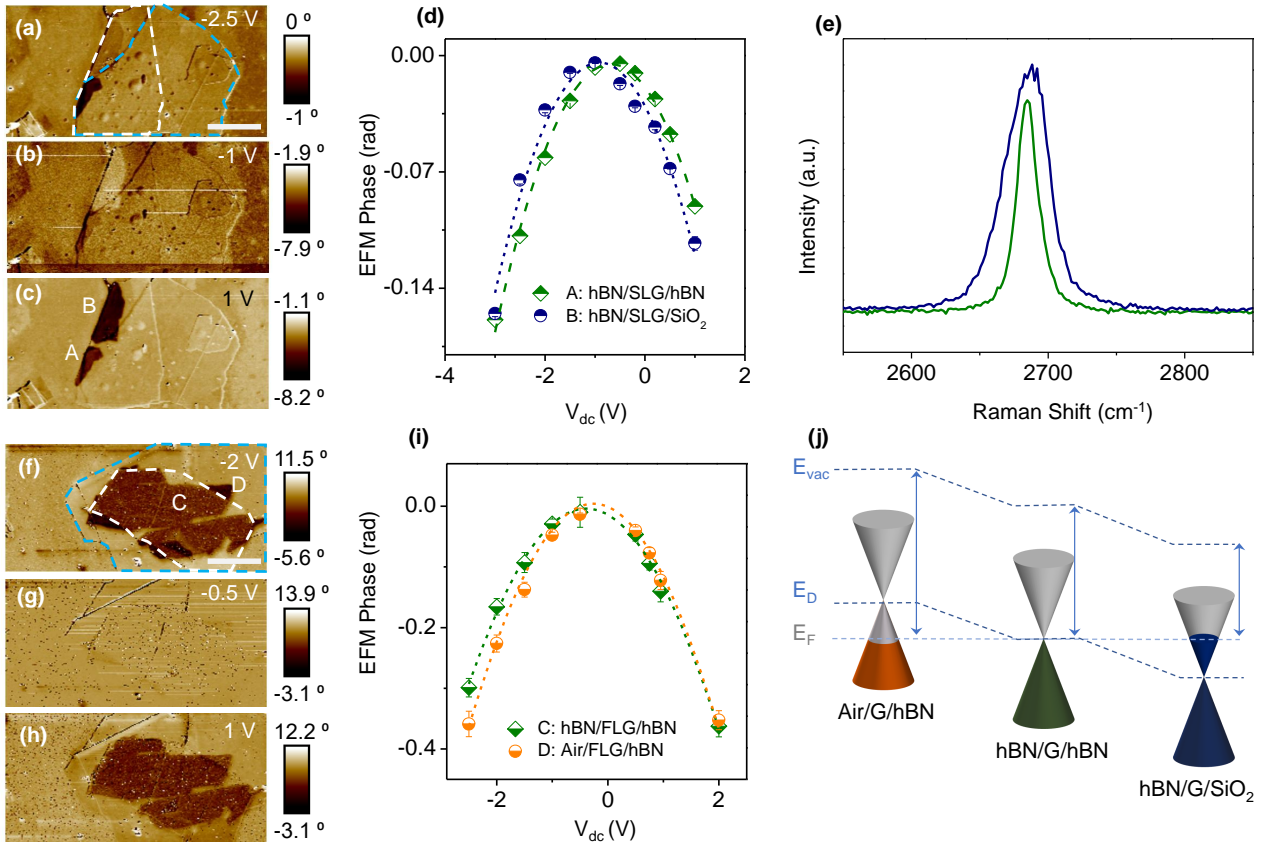 (a)
-2.5 V
0 º
-1 º
(b)
-1 V
-1.9 º
-7.9 º
(c)
1 V
B
A
-1.1 º
-8.2 º
(d)
0.00
-0.07
-0.14
EFM Phase (rad)
A: hBN/SLG/hBN
B: hBN/SLG/SiO2
-4
-2
0
2
Vdc (V)
(e)
Intensity (a.u.)
2600
2700
2800
Raman Shift (cm-1)
(f)
-2 V
C
D
11.5 º
-5.6 º
(g)
-0.5 V
13.9 º
-3.1 º
(h)
1 V
12.2 º
-3.1 º
(i)
0.0
-0.2
-0.4
EFM Phase (rad)
C: hBN/FLG/hBN
D: Air/FLG/hBN
-2
0
2
Vdc (V)
(j)
Evac
ED
EF
Air/G/hBN
hBN/G/hBN
hBN/G/SiO2